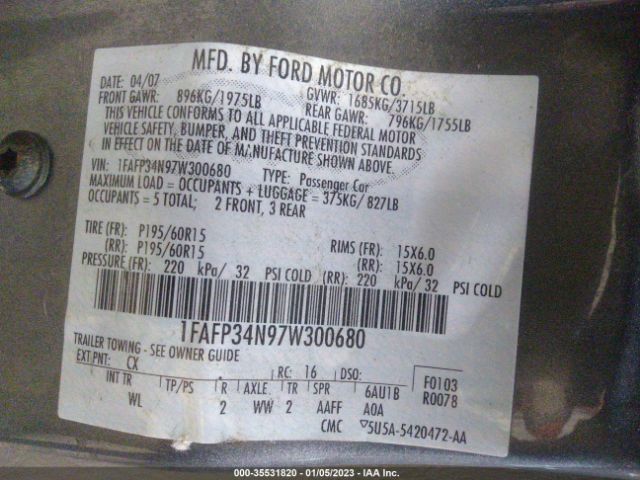 MFD. BY FORD MOTOR CO.
DATE: 04/07 GVWR: 1685KG/3715LB
FRONT GAWR: 896KG/1975LB REAR GAWR: 796KG/1755LB
THIS VEHICLE CONFORMS TO ALL APPLICABLE FEDERAL MOTOR
VEHICLE SAFETY, BUMPER, AND THEFT PREVENTION STANDARDS
IN EFFECT ON THE DATE OF MANUFACTURE SHOWN ABOVE.
VIN: 1FAFP34N97W300680 TYPE: Passenger Car
MAXIMUM LOAD = OCCUPANTS + LUGGAGE = 375KG/ 827LB
OCCUPANTS = 5 TOTAL: 2 FRONT, 3 REAR
TIRE (FR): P195/60R15 RIMS (FR): 15X6.0
(RR): P195/60R15 (RR): 15X6.0
PRESSURE (FR): 220 kPa/ 32 PSI COLD (RR): 220 kPa/ 32 PSI COLD
1FAFP34N97W300680
TRAILER TOWING - SEE OWNER GUIDE
EXT.PNT: CX RC: 16 DSO: F0103
INT TR TP/PS R AXLE TR SPR 6AU1B R0078
WL 2 WW 2 AAFF A0A
CMC ▽5U5A-5420472-AA
000-35531820 - 01/05/2023 - IAA Inc.